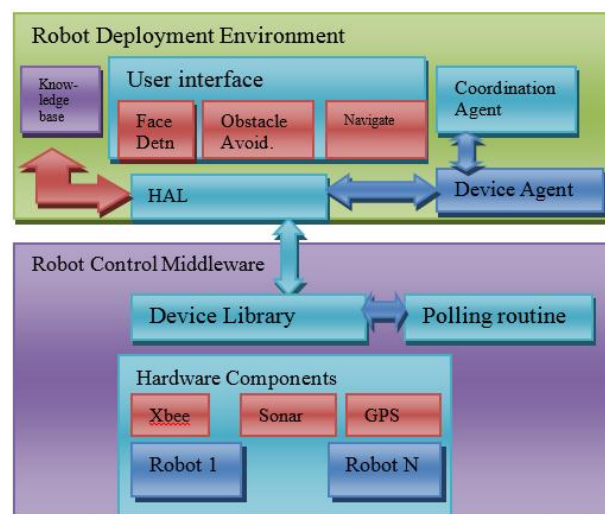 Robot Deployment Environment
Know-
ledge
base
User interface
Face
Detn
Obstacle
Avoid.
Navigate
Coordination
Agent
HAL
Device Agent
Robot Control Middleware
Device Library
Polling routine
Hardware Components
Xbee
Sonar
GPS
Robot 1
Robot N